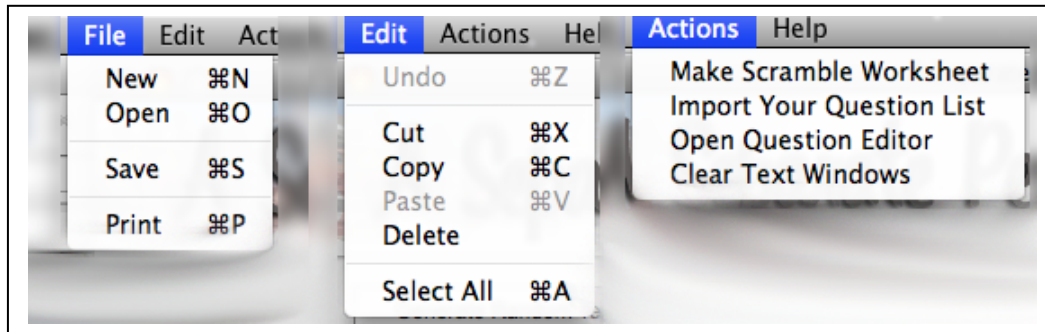 File Edit Act
New ⌘N
Open ⌘O
Save ⌘S
Print ⌘P
Edit Actions Hel
Undo ⌘Z
Cut ⌘X
Copy ⌘C
Paste ⌘V
Delete
Select All ⌘A
Actions Help
Make Scramble Worksheet
Import Your Question List
Open Question Editor
Clear Text Windows